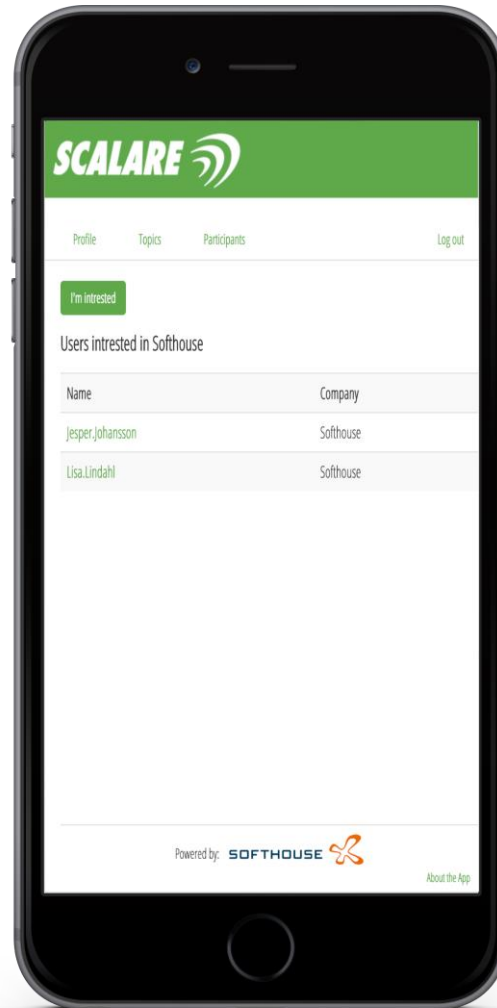 SCALARE
Profile Topics Participants Log out
I'm intrested
Users intrested in Softhouse
Name Company
Jesper.Johansson Softhouse
Lisa.Lindahl Softhouse
Powered by: SOFTHOUSE
About the App